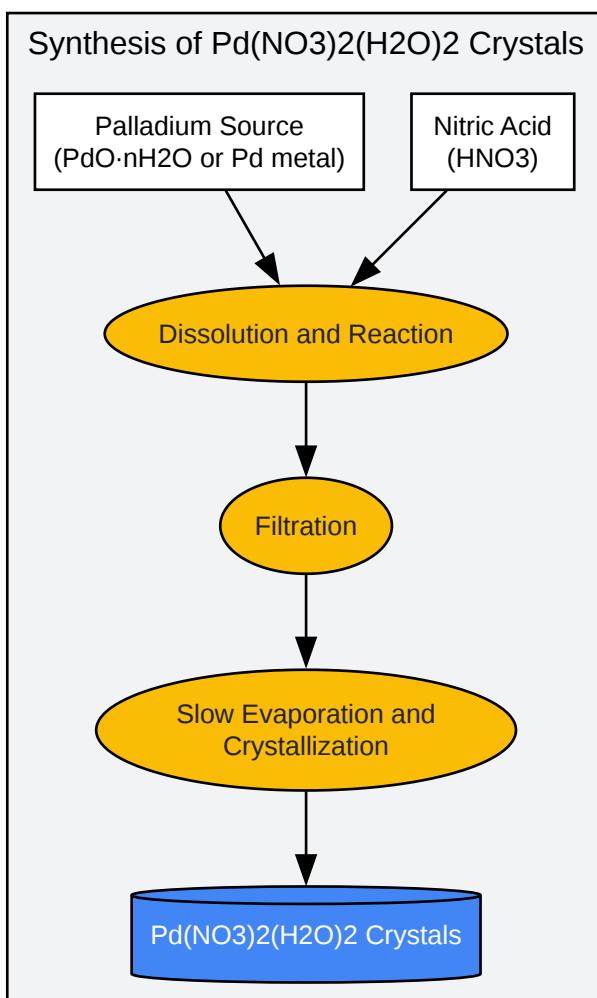 Synthesis of Pd(NO3)2(H2O)2 Crystals
Palladium Source
(PdO·nH2O or Pd metal)
Nitric Acid
(HNO3)
Dissolution and Reaction
Filtration
Slow Evaporation and
Crystallization
Pd(NO3)2(H2O)2 Crystals